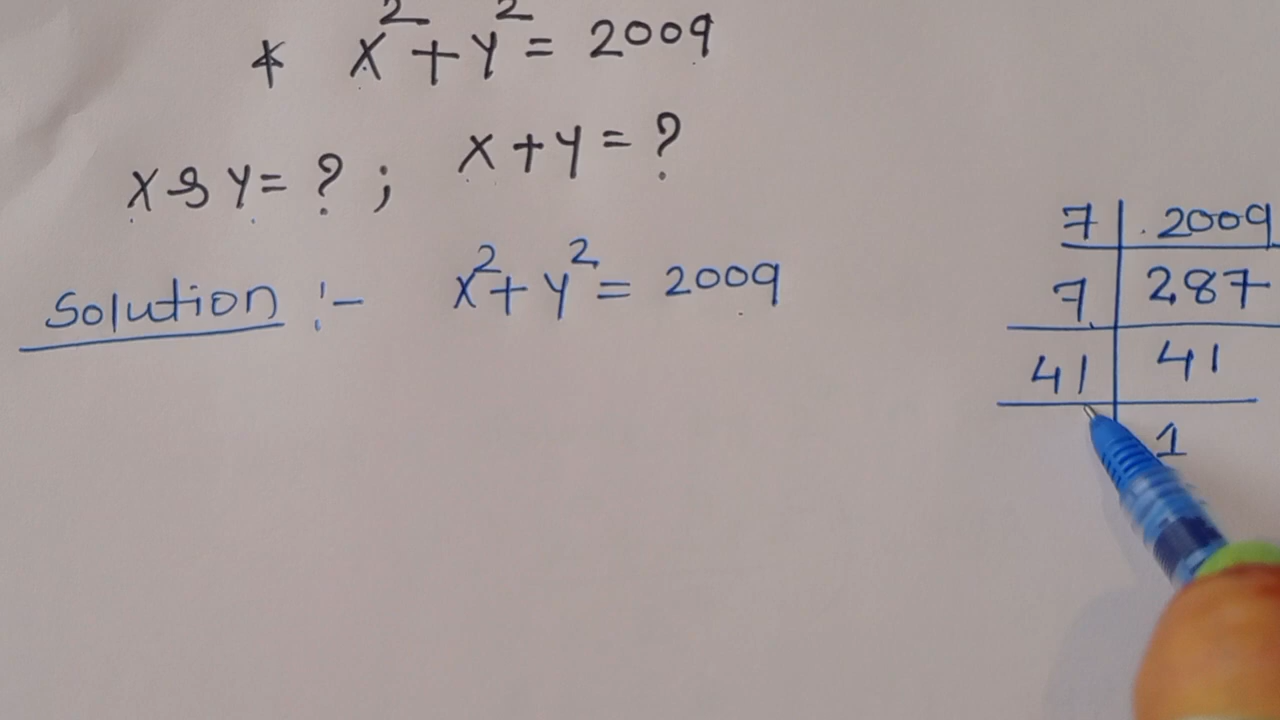 * x²+y²= 2009
x & y= ? ; x+y= ?
Solution :- x²+y²= 2009
7 | 2009
7 | 287
41 | 41
1